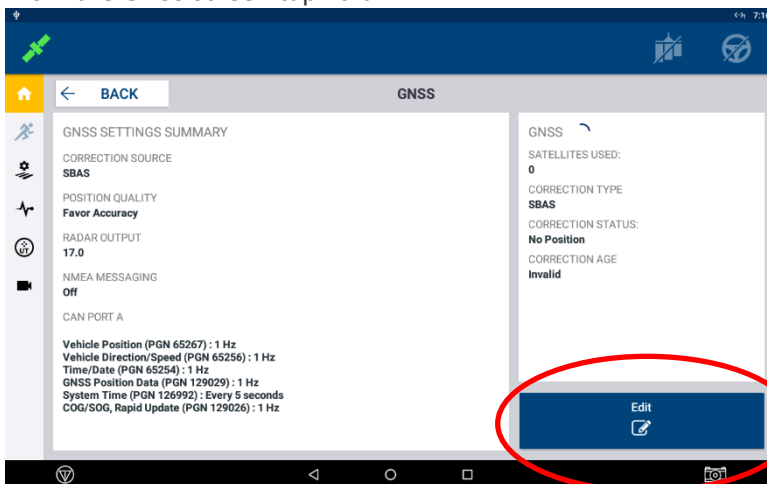 7:16
BACK
GNSS
GNSS SETTINGS SUMMARY
CORRECTION SOURCE
SBAS
POSITION QUALITY
Favor Accuracy
RADAR OUTPUT
17.0
NMEA MESSAGING
Off
CAN PORT A
Vehicle Position (PGN 65267) : 1 Hz
Vehicle Direction/Speed (PGN 65256) : 1 Hz
Time/Date (PGN 65254) : 1 Hz
GNSS Position Data (PGN 129029) : 1 Hz
System Time (PGN 126992) : Every 5 seconds
COG/SOG, Rapid Update (PGN 129026) : 1 Hz
GNSS
SATELLITES USED:
0
CORRECTION TYPE
SBAS
CORRECTION STATUS:
No Position
CORRECTION AGE
Invalid
Edit
UT